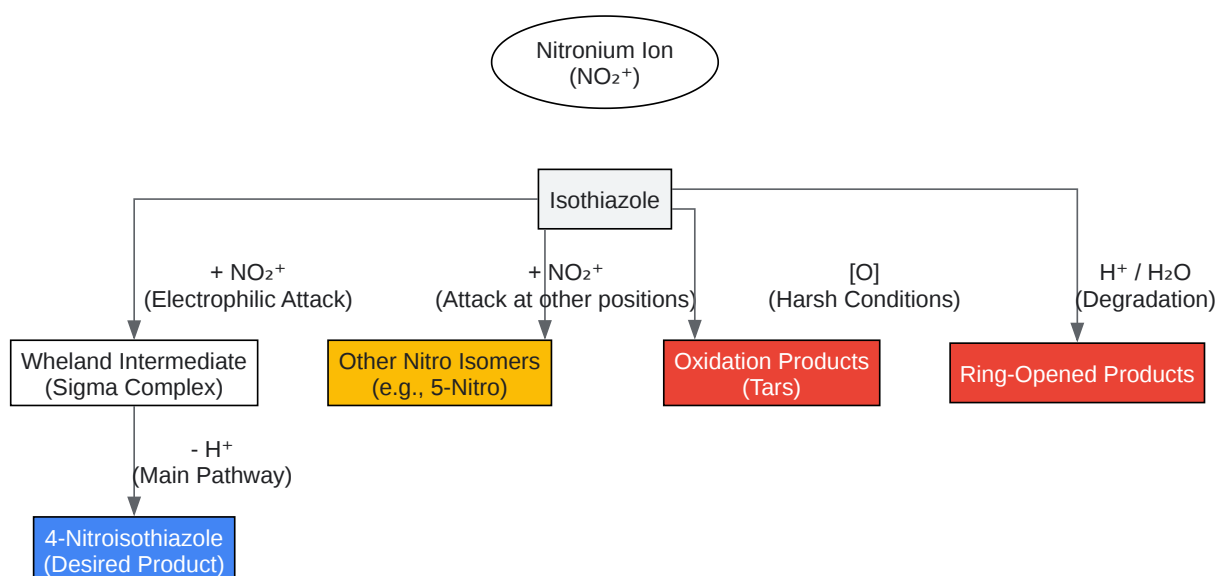 Nitronium Ion
(NO₂⁺)
Isothiazole
+ NO₂⁺
(Electrophilic Attack)
+ NO₂⁺
(Attack at other positions)
[O]
(Harsh Conditions)
H⁺ / H₂O
(Degradation)
Wheland Intermediate
(Sigma Complex)
Other Nitro Isomers
(e.g., 5-Nitro)
Oxidation Products
(Tars)
Ring-Opened Products
- H⁺
(Main Pathway)
4-Nitroisothiazole
(Desired Product)